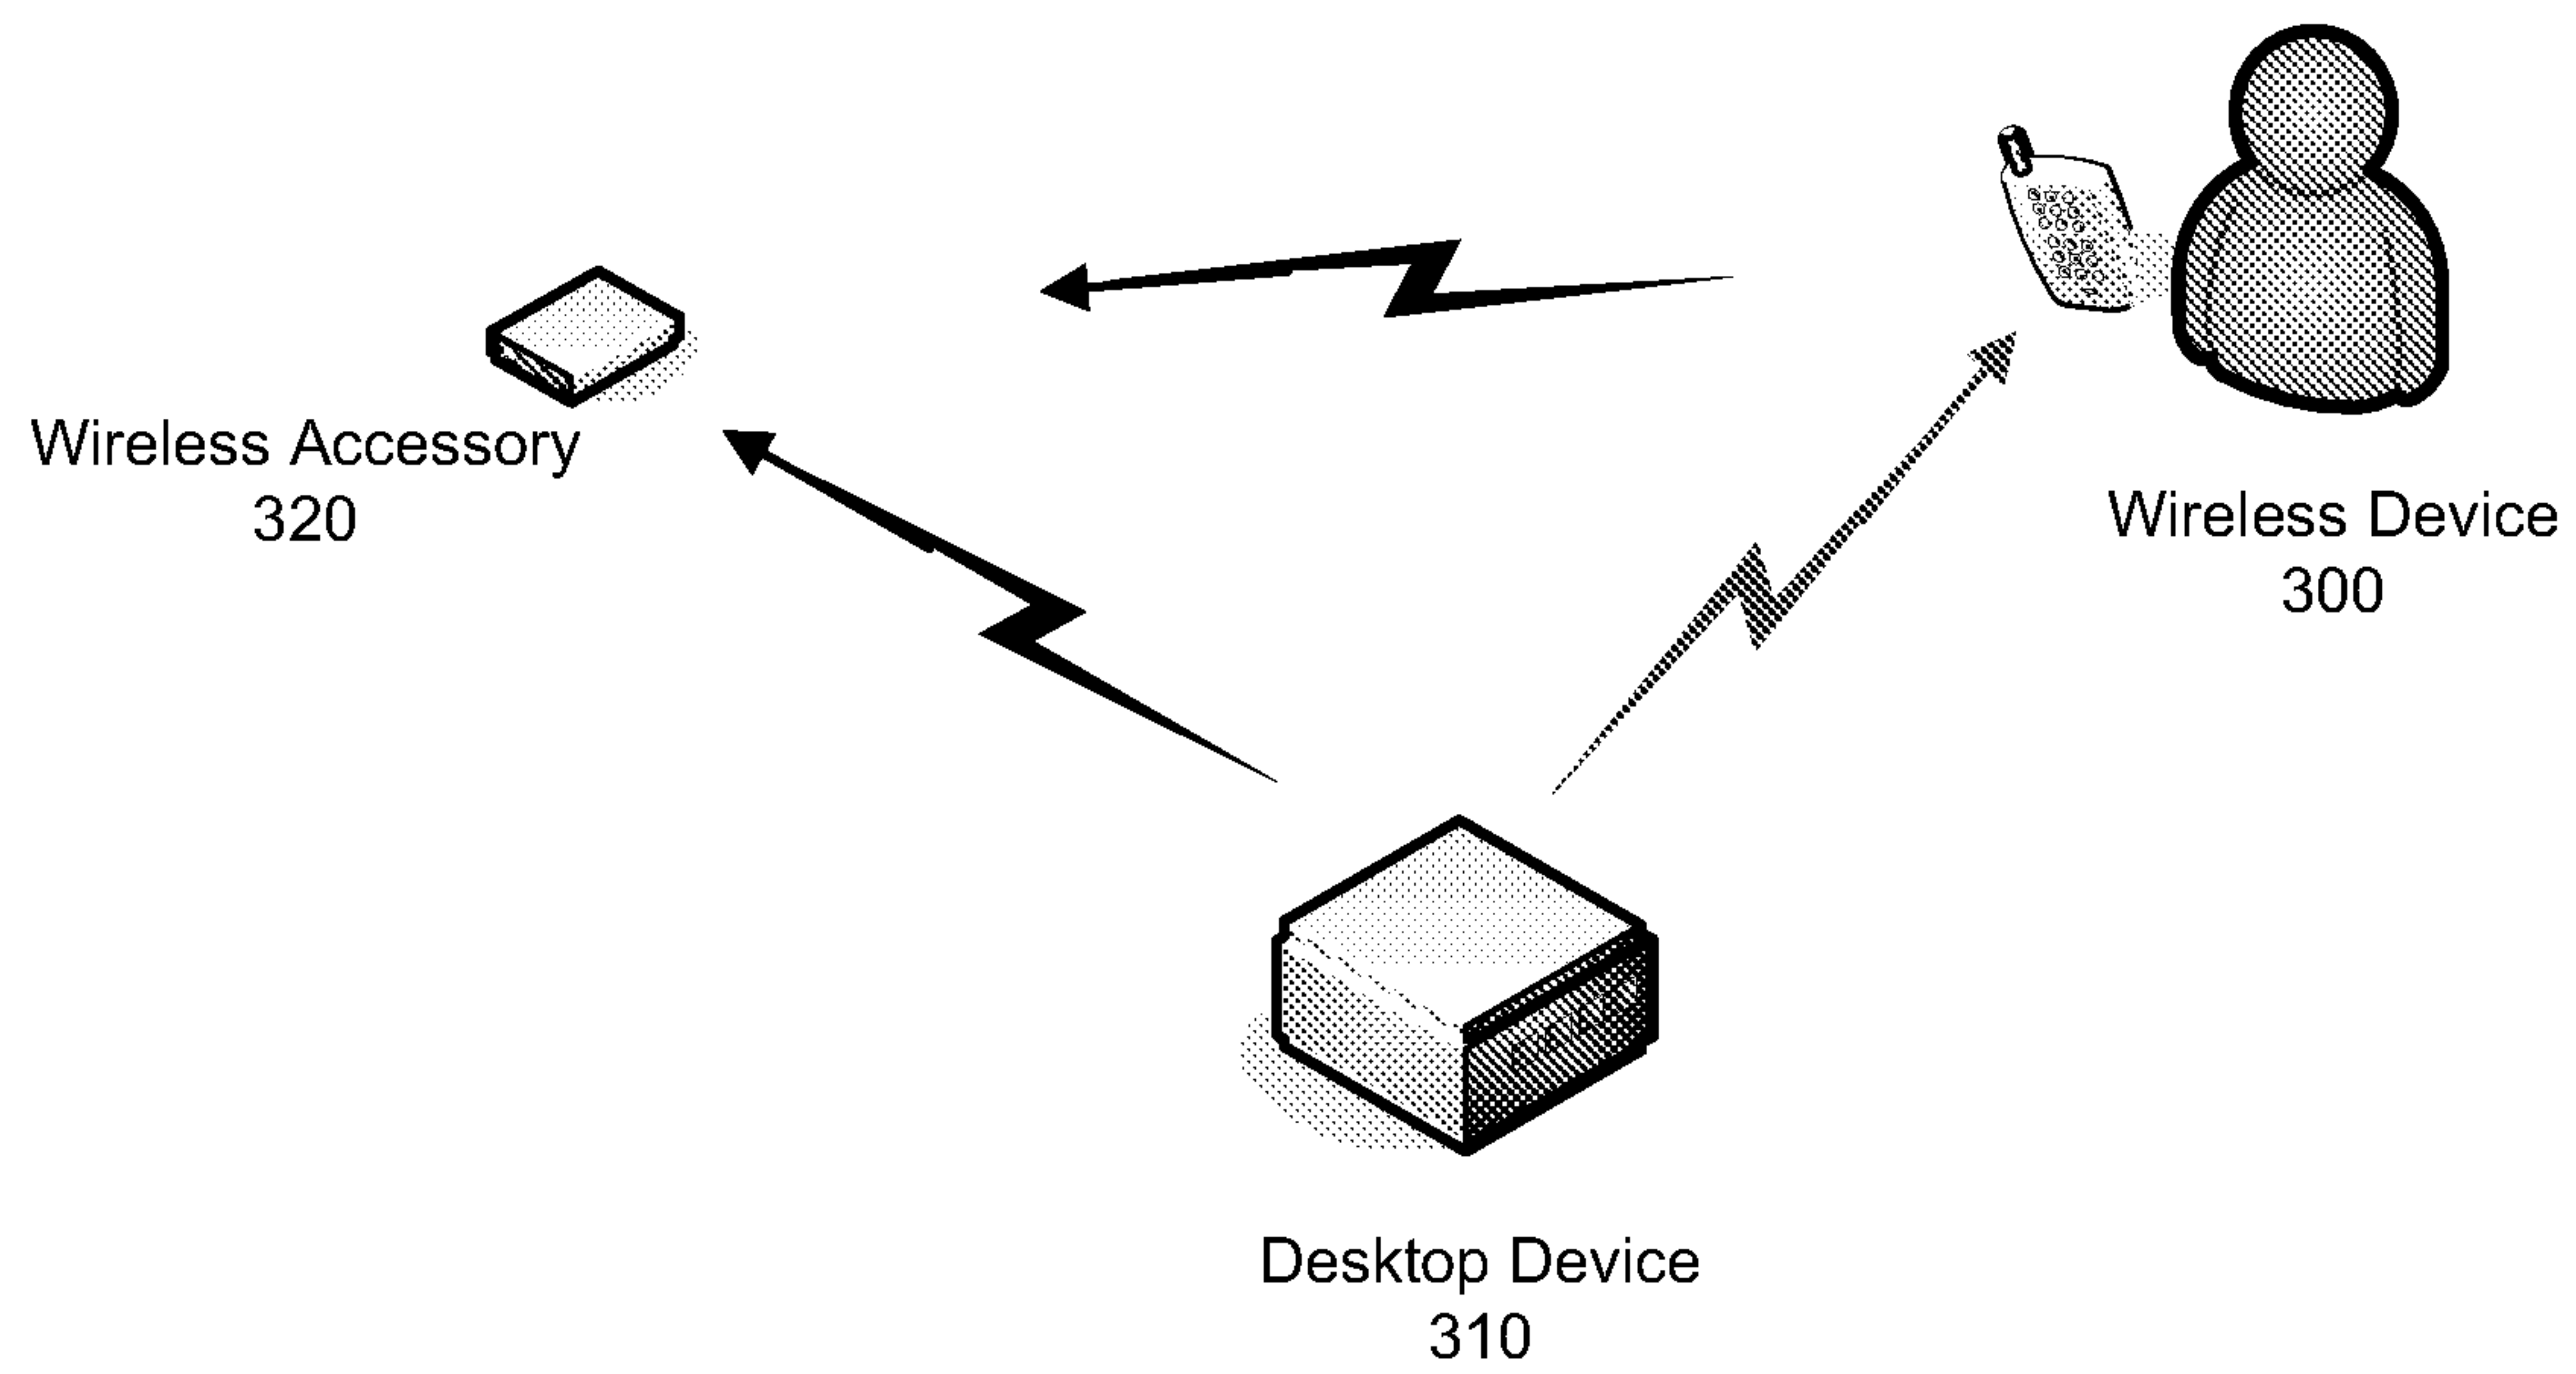 Wireless Accessory
320
Wireless Device
300
Desktop Device
310